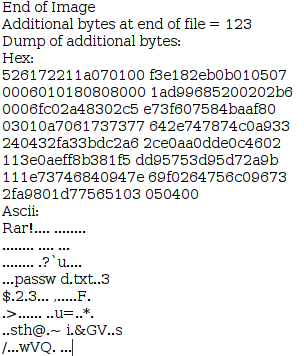 End of Image
Additional bytes at end of file = 123
Dump of additional bytes:
Hex:
526172211a070100 f3e182eb0b010507
0006010180808000 1ad99685200202b6
0006fc02a48302c5 e73f607584baaf80
03010a7061737377 642e747874c0a933
240432fa33bdc2a6 2ce0aa0dde0c4602
113e0aeff8b381f5 dd95753d95d72a9b
111e73746840947e 69f0264756c09673
2fa9801d77565103 050400
Ascii:
Rar!.... ........
........ .... ...
........ .?`u....
...passw d.txt..3
$.2.3... ,.....F.
.>...... ..u=..*.
..sth@.~ i.&GV..s
/...wVQ. ...